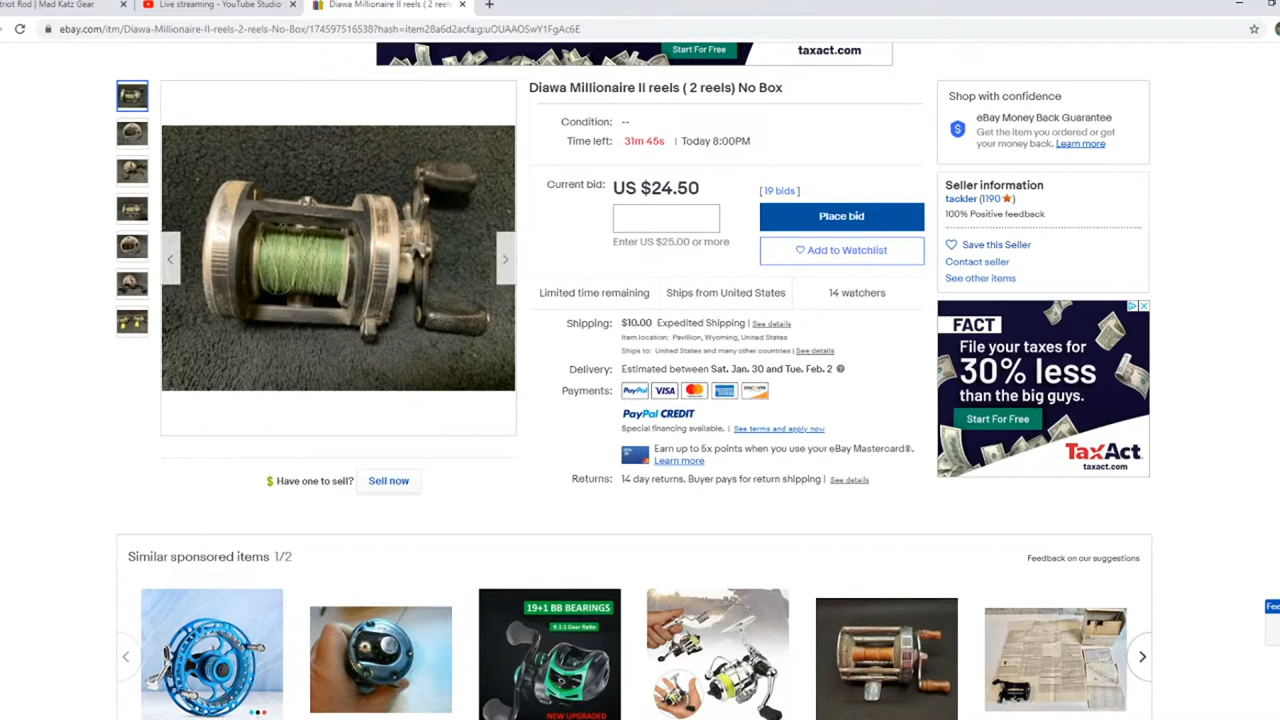 triot Rod | Mad Katz Gear
Live streaming - YouTube Studio
Diawa Millionaire II reels ( 2 reels
ebay.com/itm/Diawa-Millionaire-II-reels-2-reels-No-Box/174597516538?hash=item28a6d2acfa:g:uOUAAOSwY1FgAc6E
Start For Free
taxact.com
Diawa Millionaire II reels ( 2 reels) No Box
Condition: --
Time left: 31m 45s | Today 8:00PM
Current bid: US $24.50
[ 19 bids ]
Place bid
Enter US $25.00 or more
Add to Watchlist
Limited time remaining
Ships from United States
14 watchers
Shipping: $10.00 Expedited Shipping | See details
Item location: Pavillion, Wyoming, United States
Ships to: United States and many other countries | See details
Delivery: Estimated between Sat. Jan. 30 and Tue. Feb. 2
Payments: PayPal VISA
PayPal CREDIT
Special financing available. | See terms and apply now
Earn up to 5x points when you use your eBay Mastercard®.
Learn more
Returns: 14 day returns. Buyer pays for return shipping | See details
Shop with confidence
eBay Money Back Guarantee
Get the item you ordered or get
your money back. Learn more
Seller information
tackler (1190 )
100% Positive feedback
Save this Seller
Contact seller
See other items
FACT
File your taxes for
30% less
than the big guys.
Start For Free
TaxAct
taxact.com
Have one to sell? Sell now
Similar sponsored items 1/2
Feedback on our suggestions
19+1 BB BEARINGS
9.1:1 Gear Ratio
NEW UPGRADED
Fee